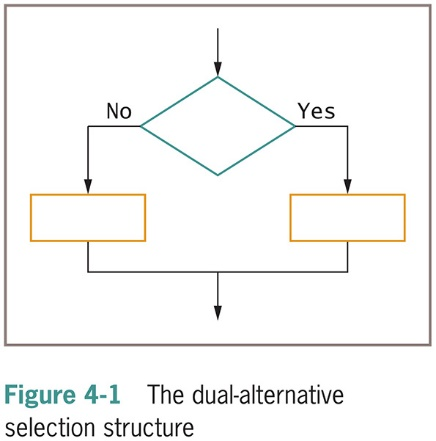 No Yes
Figure 4-1 The dual-alternative
selection structure